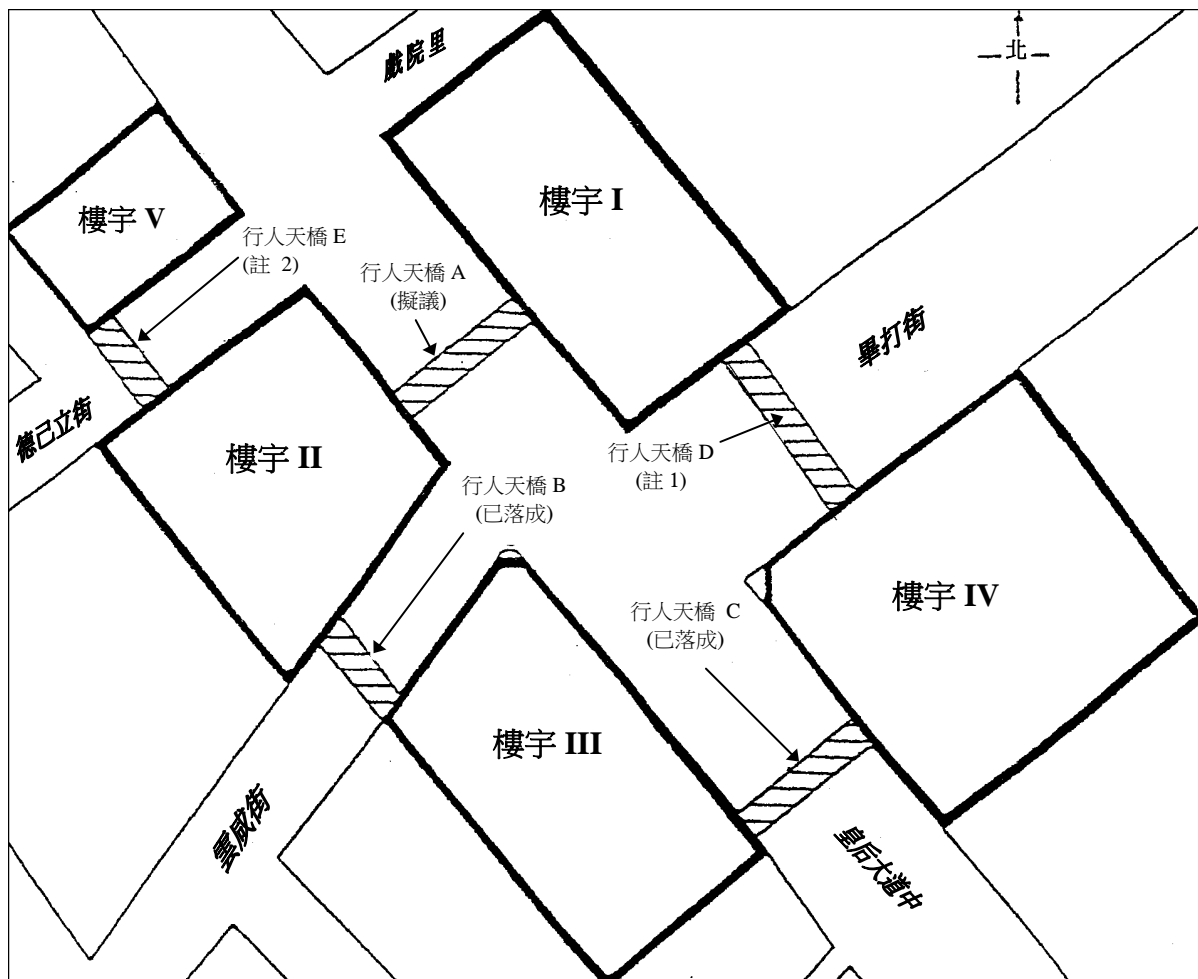 戲院里
北
樓宇 V
樓宇 I
行人天橋 E
(註 2)
行人天橋 A
(擬議)
畢打街
德己立街
樓宇 II
行人天橋 D
(註 1)
行人天橋 B
(已落成)
樓宇 IV
行人天橋 C
(已落成)
樓宇 III
雲咸街
皇后大道中